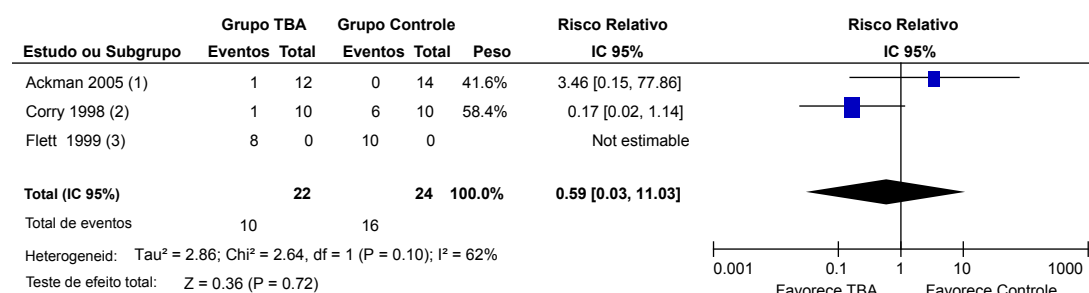 Grupo TBA Grupo Controle Risco Relativo Risco Relativo
Estudo ou Subgrupo Eventos Total Eventos Total Peso IC 95% IC 95%
Ackman 2005 (1) 1 12 0 14 41.6% 3.46 [0.15, 77.86]
Corry 1998 (2) 1 10 6 10 58.4% 0.17 [0.02, 1.14]
Flett 1999 (3) 8 0 10 0 Not estimable
Total (IC 95%) 22 24 100.0% 0.59 [0.03, 11.03]
Total de eventos 10 16
Heterogeneid: Tau² = 2.86; Chi² = 2.64, df = 1 (P = 0.10); I² = 62%
Teste de efeito total: Z = 0.36 (P = 0.72)
0.001 0.1 1 10 1000
Favorece TBA Favorece Controle